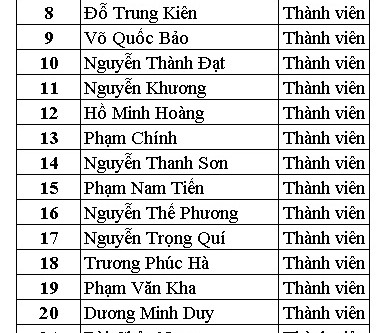 8 Đỗ Trung Kiên Thành viên
9 Võ Quốc Bảo Thành viên
10 Nguyễn Thành Đạt Thành viên
11 Nguyễn Khương Thành viên
12 Hồ Minh Hoàng Thành viên
13 Phạm Chính Thành viên
14 Nguyễn Thanh Sơn Thành viên
15 Phạm Nam Tiến Thành viên
16 Nguyễn Thế Phương Thành viên
17 Nguyễn Trọng Quí Thành viên
18 Trương Phúc Hà Thành viên
19 Phạm Văn Kha Thành viên
20 Dương Minh Duy Thành viên